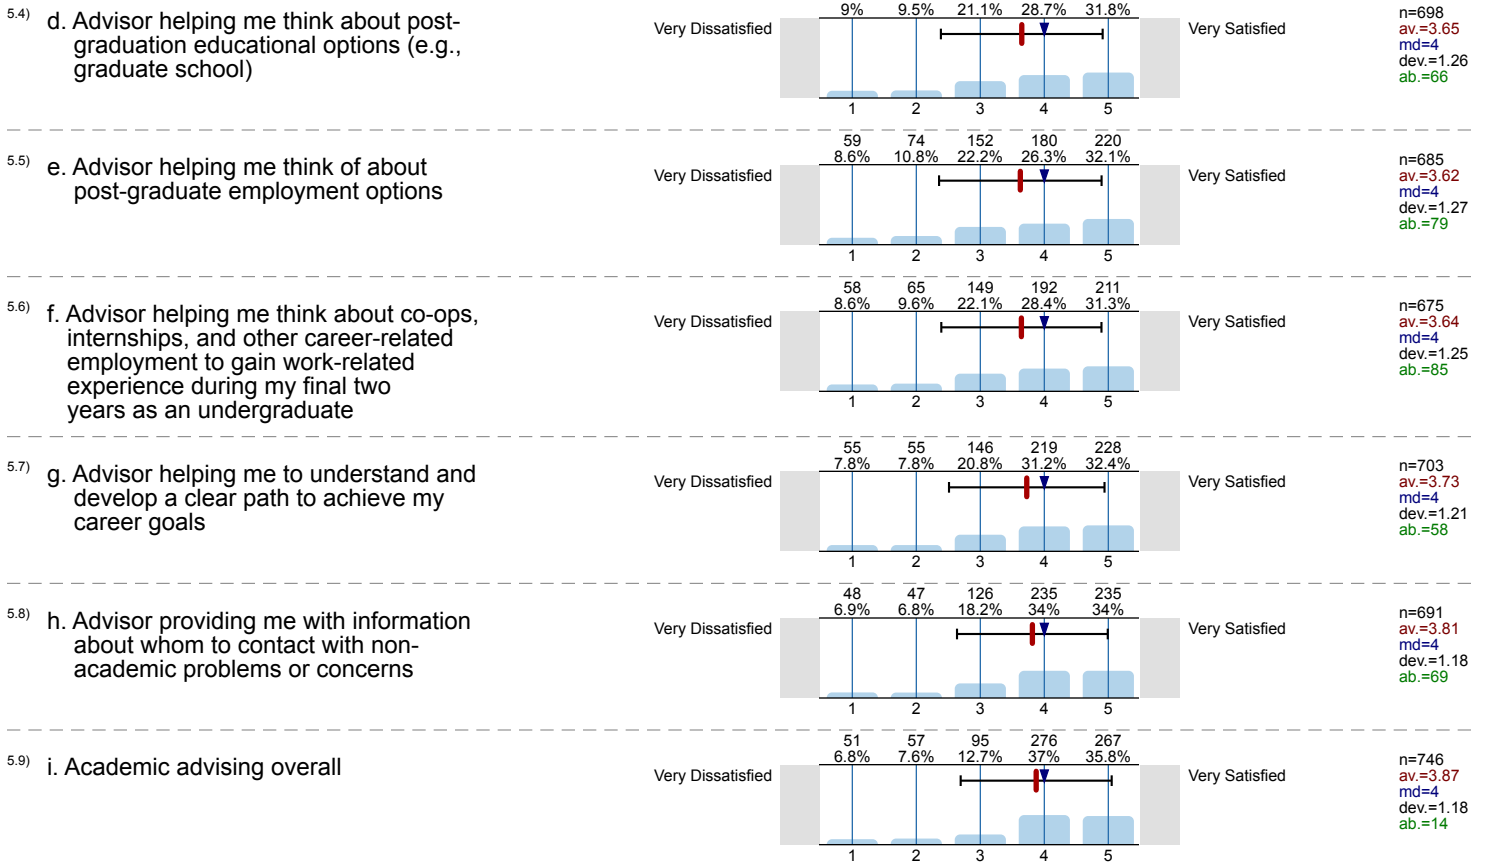 5.4) d. Advisor helping me think about post-
graduation educational options (e.g.,
graduate school)
Very Dissatisfied
9% 9.5% 21.1% 28.7% 31.8%
1 2 3 4 5
Very Satisfied
n=698
av.=3.65
md=4
dev.=1.26
ab.=66
5.5) e. Advisor helping me think of about
post-graduate employment options
Very Dissatisfied
59 74 152 180 220
8.6% 10.8% 22.2% 26.3% 32.1%
1 2 3 4 5
Very Satisfied
n=685
av.=3.62
md=4
dev.=1.27
ab.=79
5.6) f. Advisor helping me think about co-ops,
internships, and other career-related
employment to gain work-related
experience during my final two
years as an undergraduate
Very Dissatisfied
58 65 149 192 211
8.6% 9.6% 22.1% 28.4% 31.3%
1 2 3 4 5
Very Satisfied
n=675
av.=3.64
md=4
dev.=1.25
ab.=85
5.7) g. Advisor helping me to understand and
develop a clear path to achieve my
career goals
Very Dissatisfied
55 55 146 219 228
7.8% 7.8% 20.8% 31.2% 32.4%
1 2 3 4 5
Very Satisfied
n=703
av.=3.73
md=4
dev.=1.21
ab.=58
5.8) h. Advisor providing me with information
about whom to contact with non-
academic problems or concerns
Very Dissatisfied
48 47 126 235 235
6.9% 6.8% 18.2% 34% 34%
1 2 3 4 5
Very Satisfied
n=691
av.=3.81
md=4
dev.=1.18
ab.=69
5.9) i. Academic advising overall
Very Dissatisfied
51 57 95 276 267
6.8% 7.6% 12.7% 37% 35.8%
1 2 3 4 5
Very Satisfied
n=746
av.=3.87
md=4
dev.=1.18
ab.=14